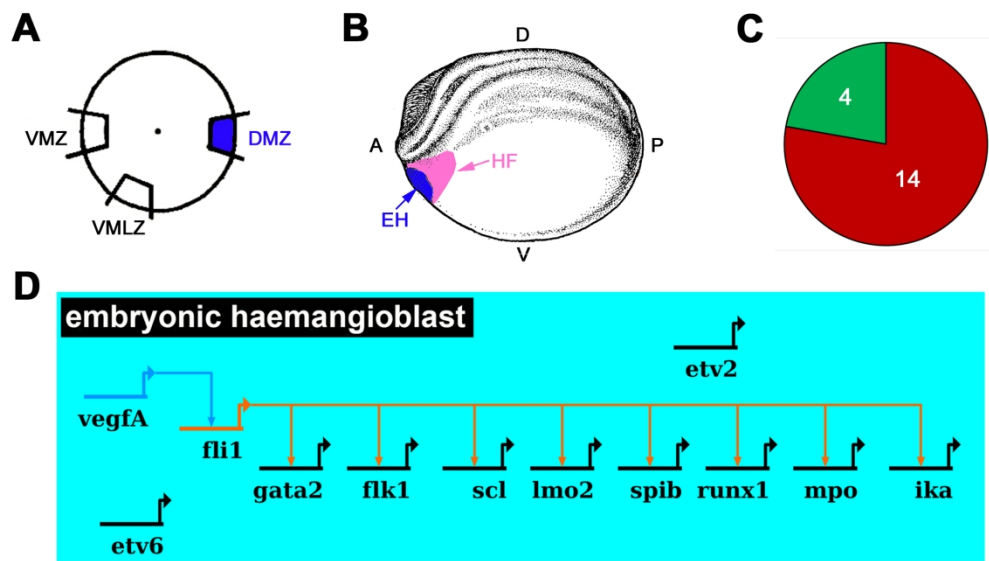 A
VMZ
DMZ
VMLZ
B
D
A
P
HF
EH
V
C
4
14
D
embryonic haemangioblast
etv2
vegfA
fli1
gata2 flk1 scl lmo2 spib runx1 mpo ika
etv6